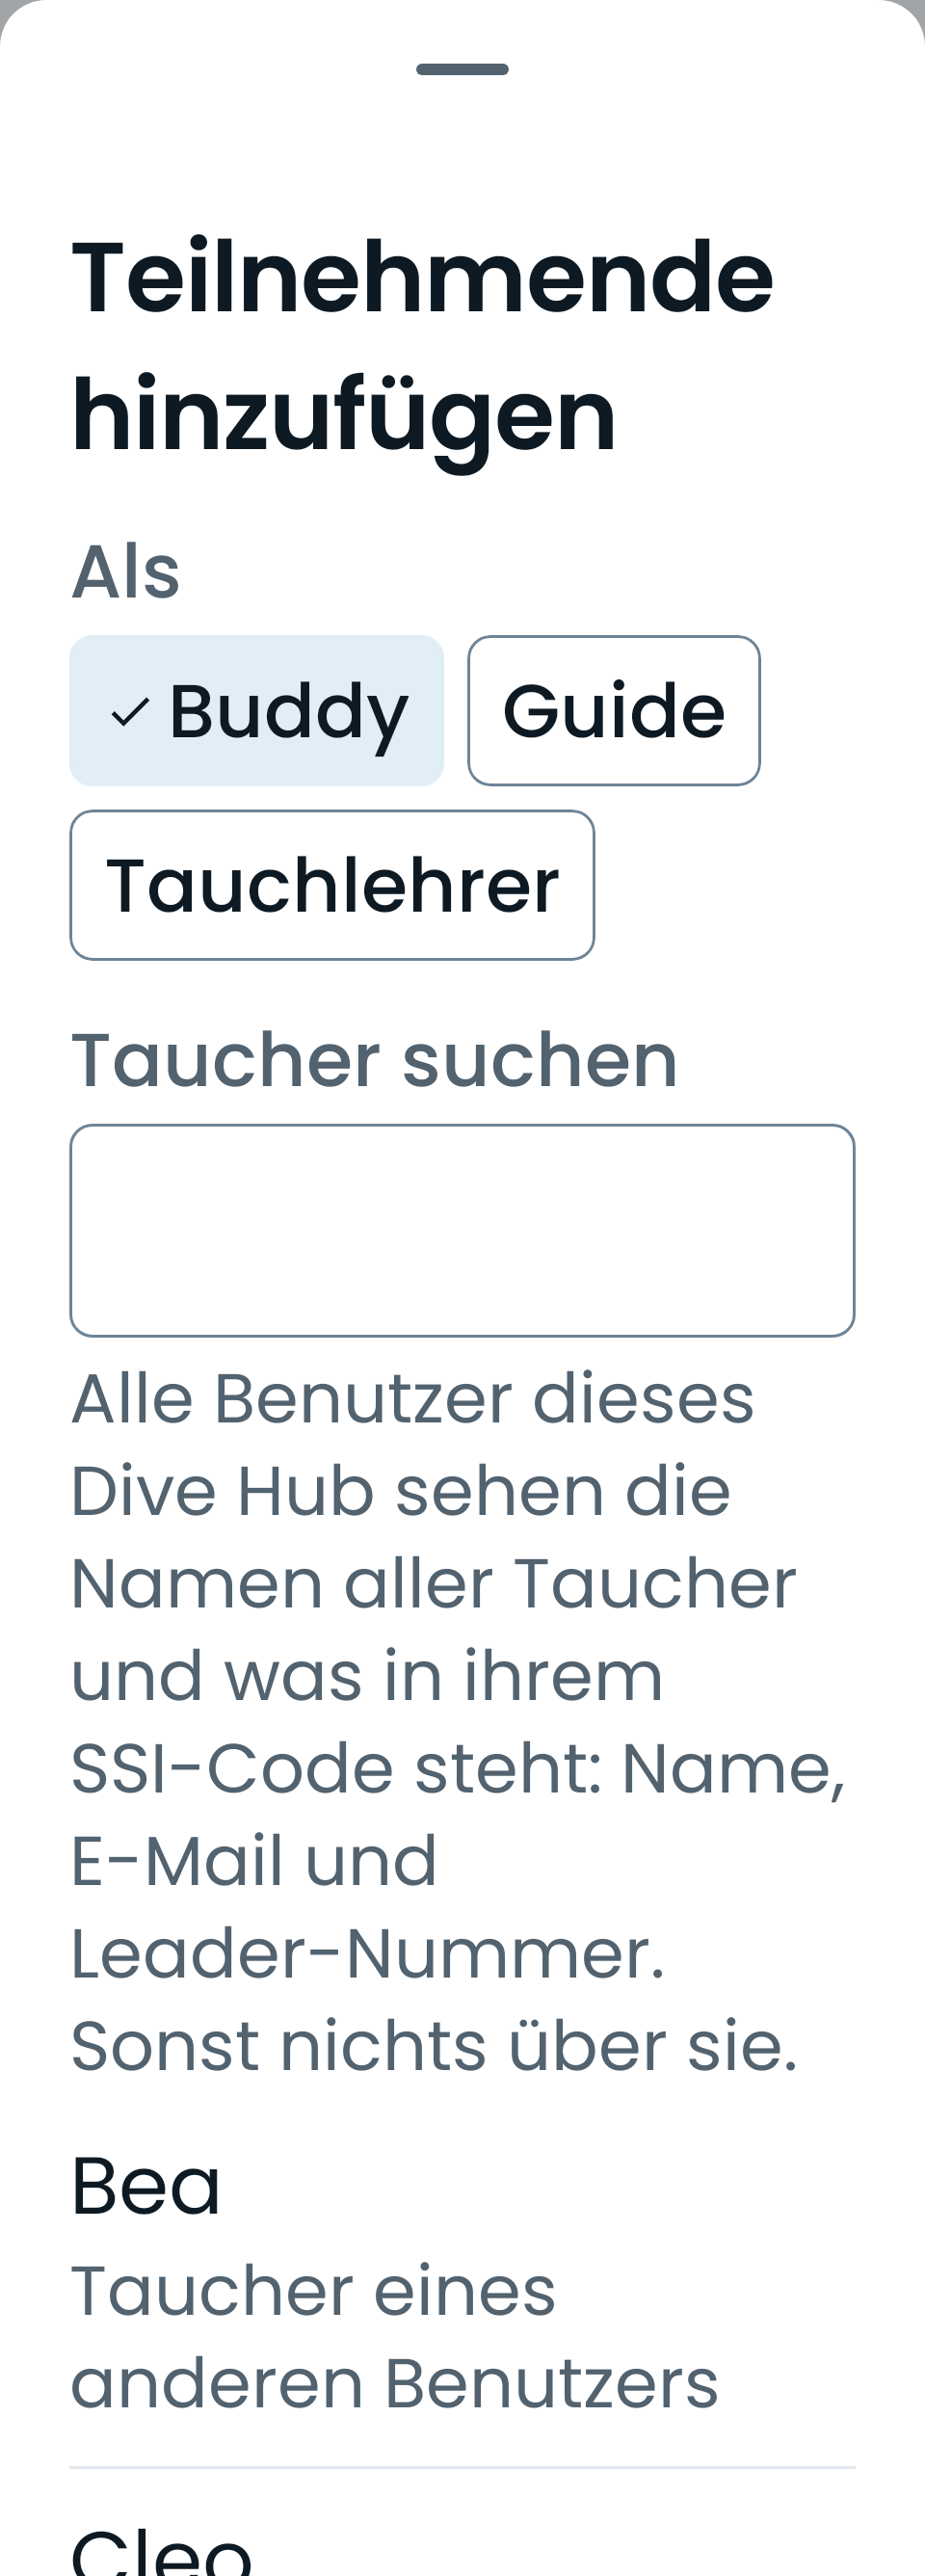 Teilnehmende
hinzufügen
Als
Buddy
Guide
Tauchlehrer
Taucher suchen
Alle Benutzer dieses
Dive Hub sehen die
Namen aller Taucher
und was in ihrem
SSI-Code steht: Name,
E-Mail und
Leader-Nummer.
Sonst nichts über sie.
Bea
Taucher eines
anderen Benutzers
Cleo